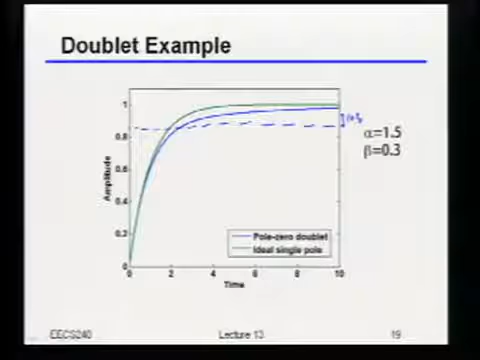 Doublet Example
1
0.8
0.6
0.4
0.2
0
0 2 4 6 8 10
Amplitude
Time
Pole-zero doublet
Ideal single pole
α=1.5
β=0.3
EECS240 Lecture 13 19